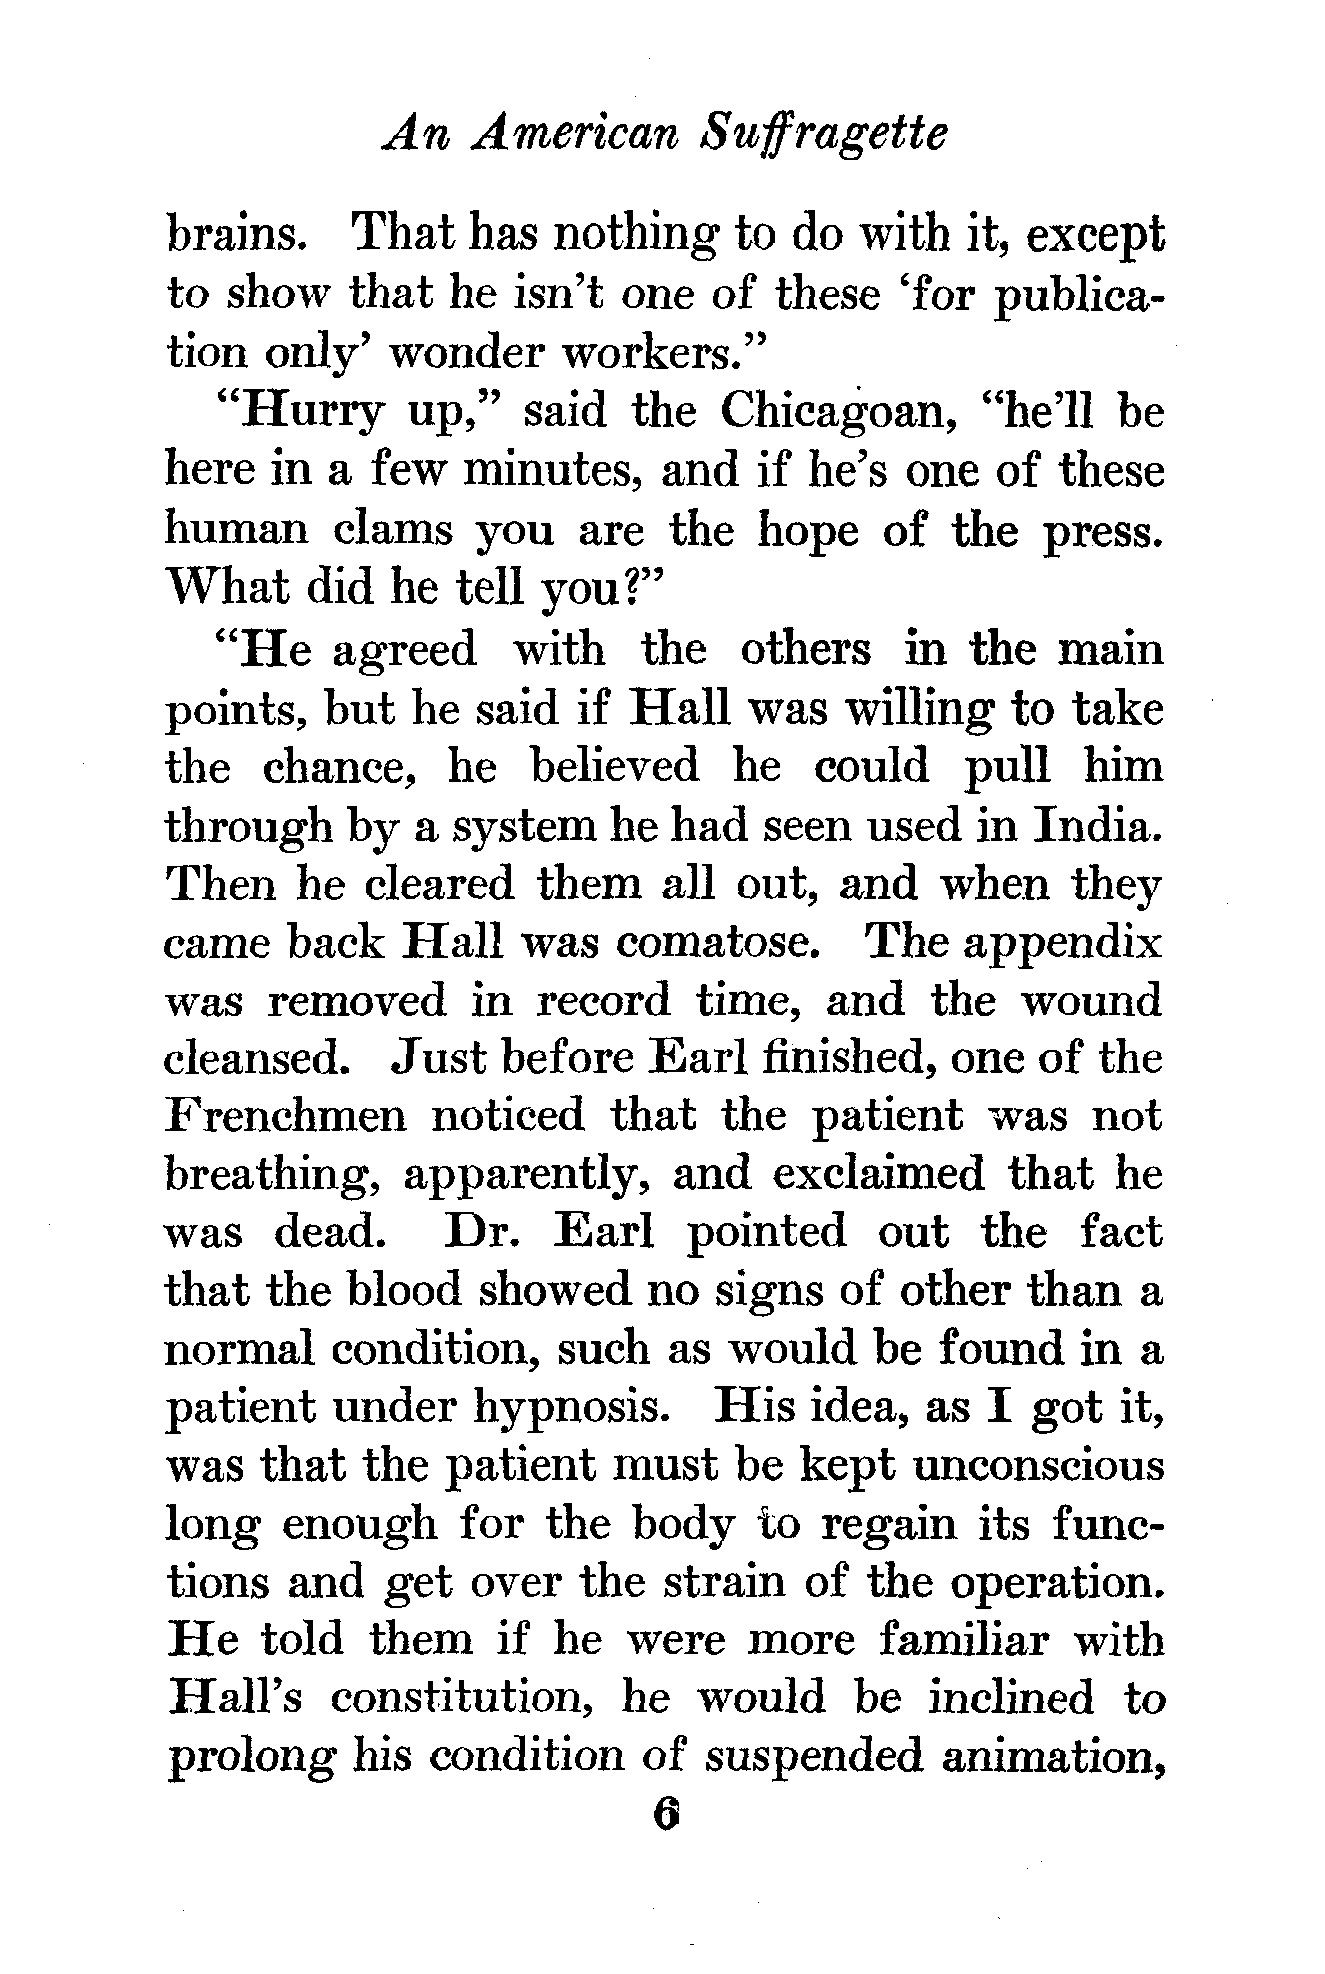 An American Suffragette
brains. That has nothing to do with it, except
to show that he isn't one of these ‘for publica-
tion only’ wonder workers.”
“Hurry up,” said the Chicagoan, “he’ll be
here in a few minutes, and if he’s one of these
human clams you are the hope of the press.
What did he tell you?”
“He agreed with the others in the main
points, but he said if Hall was willing to take
the chance, he believed he could pull him
through by a system he had seen used in India.
Then he cleared them all out, and when they
came back Hall was comatose. The appendix
was removed in record time, and the wound
cleansed. Just before Earl finished, one of the
Frenchmen noticed that the patient was not
breathing, apparently, and exclaimed that he
was dead. Dr. Earl pointed out the fact
that the blood showed no signs of other than a
normal condition, such as would be found in a
patient under hypnosis. His idea, as I got it,
was that the patient must be kept unconscious
long enough for the body to regain its func-
tions and get over the strain of the operation.
He told them if he were more familiar with
Hall’s constitution, he would be inclined to
prolong his condition of suspended animation,
6